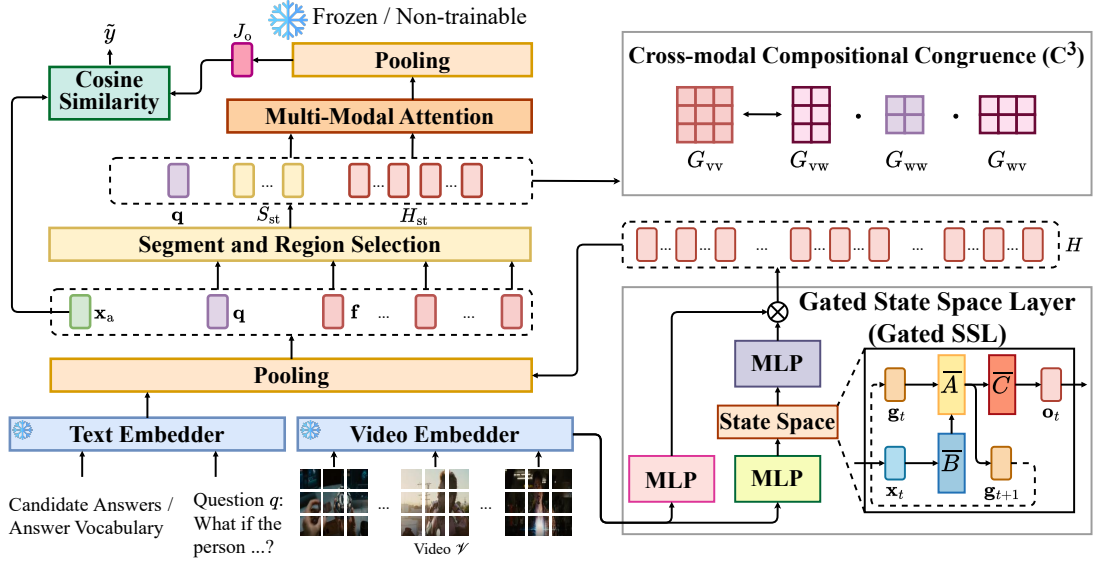 ỹ
J_o
Frozen / Non-trainable
Cosine
Similarity
Pooling
Multi-Modal Attention
...
... ... ...
q
S_st
H_st
Segment and Region Selection
x_a
q
f
... ...
Pooling
Text Embedder
Video Embedder
Candidate Answers /
Answer Vocabulary
Question q:
What if the
person ...?
... ...
Video 𝒱
Cross-modal Compositional Congruence (C³)
G_vv
G_vw
·
G_ww
·
G_wv
... ... ... ... ... ... ... ...
H
Gated State Space Layer
(Gated SSL)
⊗
MLP
State Space
MLP
MLP
g_t
A̅
C̅
o_t
x_t
B̅
g_{t+1}